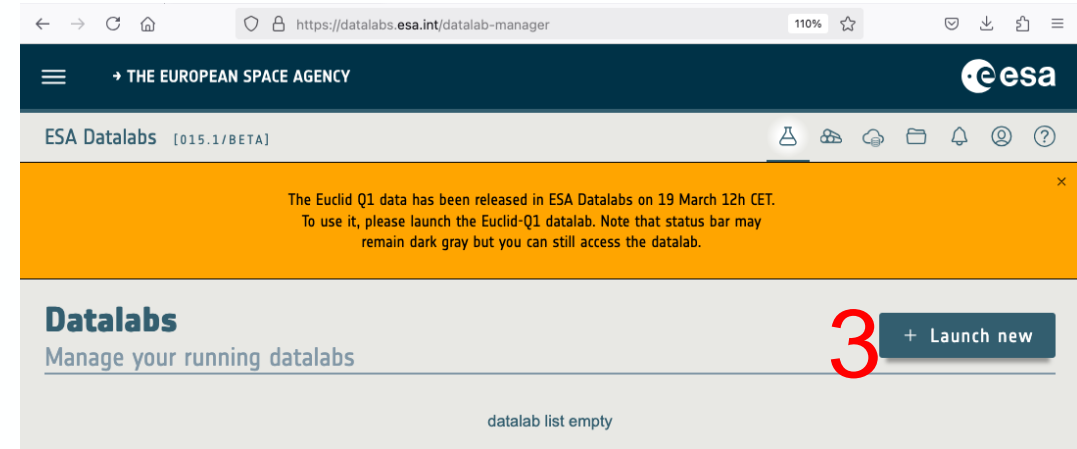 https://datalabs.esa.int/datalab-manager 110%
→ THE EUROPEAN SPACE AGENCY esa
ESA Datalabs [015.1/BETA]
The Euclid Q1 data has been released in ESA Datalabs on 19 March 12h CET.
To use it, please launch the Euclid-Q1 datalab. Note that status bar may
remain dark gray but you can still access the datalab.
Datalabs
3 + Launch new
Manage your running datalabs
datalab list empty